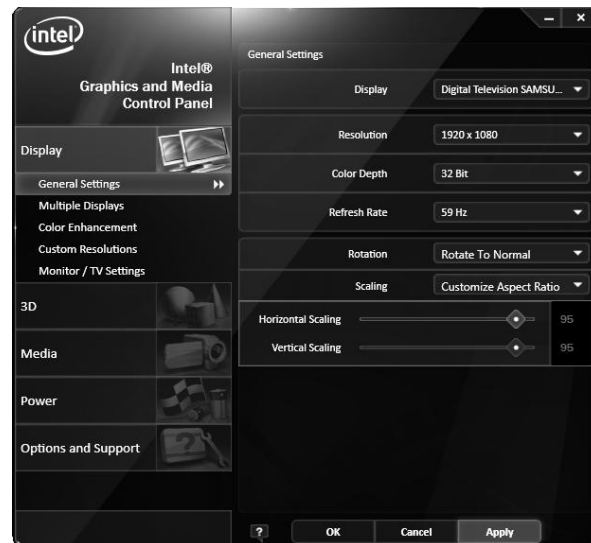 intel
Intel®
Graphics and Media
Control Panel
Display
General Settings
Multiple Displays
Color Enhancement
Custom Resolutions
Monitor / TV Settings
3D
Media
Power
Options and Support
General Settings
Display Digital Television SAMSU...
Resolution 1920 x 1080
Color Depth 32 Bit
Refresh Rate 59 Hz
Rotation Rotate To Normal
Scaling Customize Aspect Ratio
Horizontal Scaling 95
Vertical Scaling 95
? OK Cancel Apply